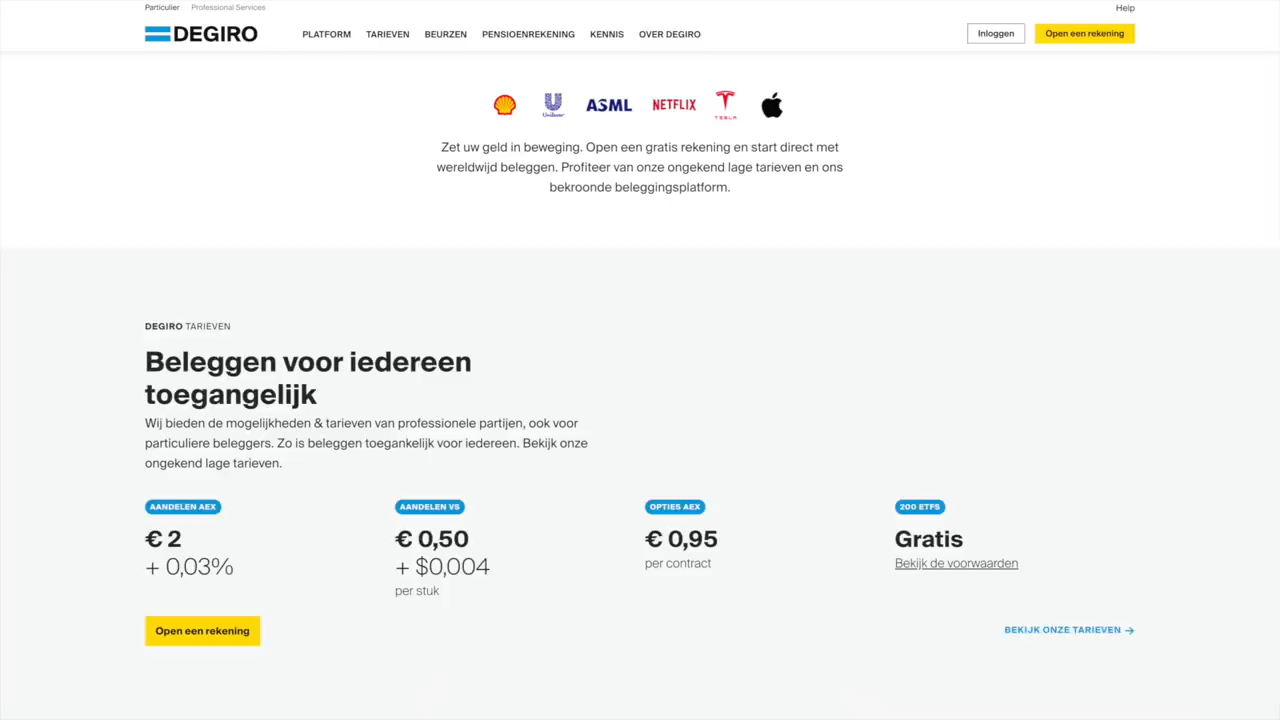 Particulier Professional Services Help
DEGIRO PLATFORM TARIEVEN BEURZEN PENSIOENREKENING KENNIS OVER DEGIRO Inloggen Open een rekening
Unilever ASML NETFLIX TESLA
Zet uw geld in beweging. Open een gratis rekening en start direct met
wereldwijd beleggen. Profiteer van onze ongekend lage tarieven en ons
bekroonde beleggingsplatform.
DEGIRO TARIEVEN
Beleggen voor iedereen
toegangelijk
Wij bieden de mogelijkheden & tarieven van professionele partijen, ook voor
particuliere beleggers. Zo is beleggen toegankelijk voor iedereen. Bekijk onze
ongekend lage tarieven.
AANDELEN AEX AANDELEN VS OPTIES AEX 200 ETFS
€ 2 € 0,50 € 0,95 Gratis
+ 0,03% + $0,004 per contract Bekijk de voorwaarden
per stuk
Open een rekening BEKIJK ONZE TARIEVEN →